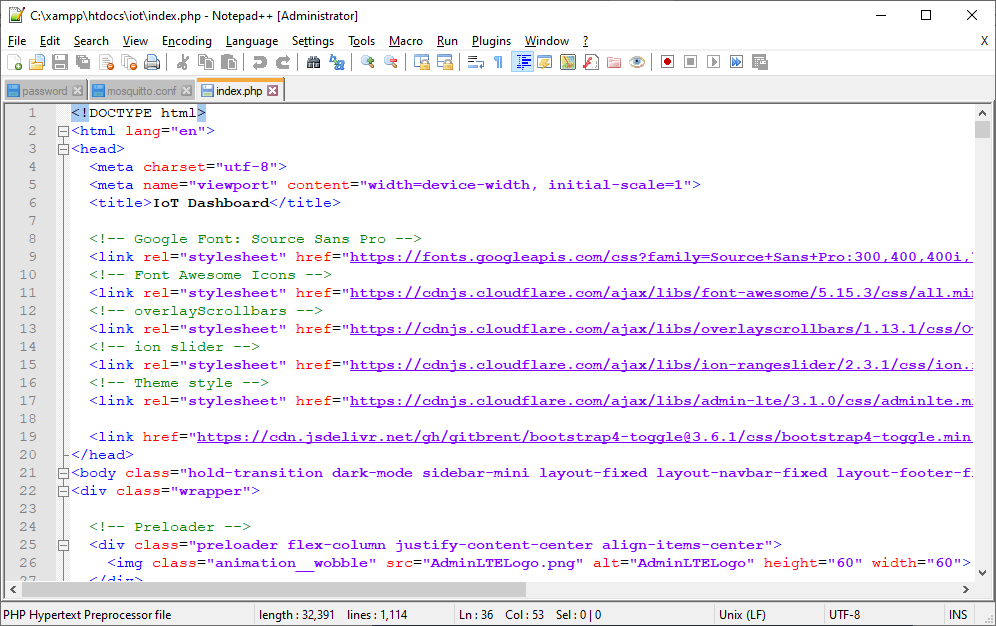 C:\xampp\htdocs\iot\index.php - Notepad++ [Administrator]
File Edit Search View Encoding Language Settings Tools Macro Run Plugins Window ? X
password mosquitto.conf index.php
1 <!DOCTYPE html>
2 <html lang="en">
3 <head>
4 <meta charset="utf-8">
5 <meta name="viewport" content="width=device-width, initial-scale=1">
6 <title>IoT Dashboard</title>
7
8 <!-- Google Font: Source Sans Pro -->
9 <link rel="stylesheet" href="https://fonts.googleapis.com/css?family=Source+Sans+Pro:300,400,400i,
10 <!-- Font Awesome Icons -->
11 <link rel="stylesheet" href="https://cdnjs.cloudflare.com/ajax/libs/font-awesome/5.15.3/css/all.min
12 <!-- overlayScrollbars -->
13 <link rel="stylesheet" href="https://cdnjs.cloudflare.com/ajax/libs/overlayscrollbars/1.13.1/css/O
14 <!-- ion slider -->
15 <link rel="stylesheet" href="https://cdnjs.cloudflare.com/ajax/libs/ion-rangeslider/2.3.1/css/ion.
16 <!-- Theme style -->
17 <link rel="stylesheet" href="https://cdnjs.cloudflare.com/ajax/libs/admin-lte/3.1.0/css/adminlte.m
18
19 <link href="https://cdn.jsdelivr.net/gh/gitbrent/bootstrap4-toggle@3.6.1/css/bootstrap4-toggle.min
20 </head>
21 <body class="hold-transition dark-mode sidebar-mini layout-fixed layout-navbar-fixed layout-footer-f
22 <div class="wrapper">
23
24 <!-- Preloader -->
25 <div class="preloader flex-column justify-content-center align-items-center">
26 <img class="animation__wobble" src="AdminLTELogo.png" alt="AdminLTELogo" height="60" width="60">
27 </div>
PHP Hypertext Preprocessor file length : 32,391 lines : 1,114 Ln : 36 Col : 53 Sel : 0 | 0 Unix (LF) UTF-8 INS